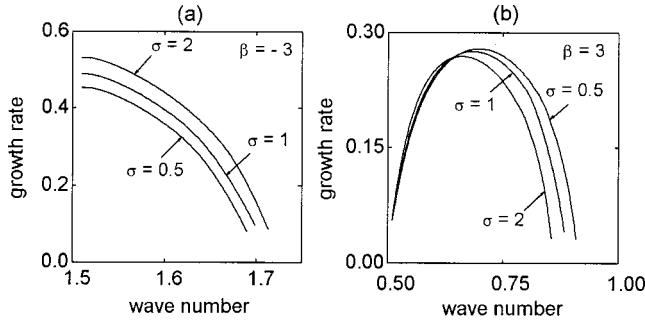 (a)
growth rate
0.6
0.4
0.2
0.0
σ = 2
β = - 3
σ = 1
σ = 0.5
1.5
1.6
1.7
wave number
(b)
growth rate
0.30
0.15
0.00
β = 3
σ = 0.5
σ = 1
σ = 2
0.50
0.75
1.00
wave number